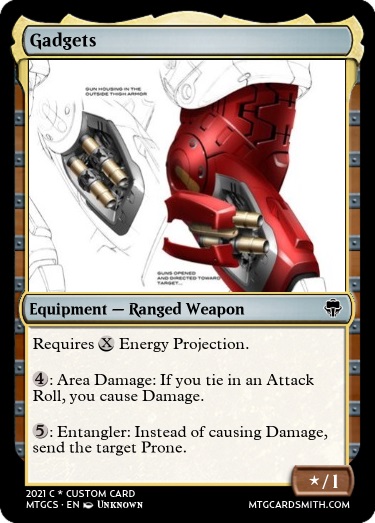 Gadgets
GUN HOUSING IN THE
OUTSIDE THIGH ARMOR
GUNS OPENED
AND DIRECTED TOWARD
TARGET...
Equipment — Ranged Weapon
Requires X Energy Projection.
4: Area Damage: If you tie in an Attack
Roll, you cause Damage.
5: Entangler: Instead of causing Damage,
send the target Prone.
*/1
2021 C * CUSTOM CARD
MTGCS • EN Unknown
MTGCARDSMITH.COM